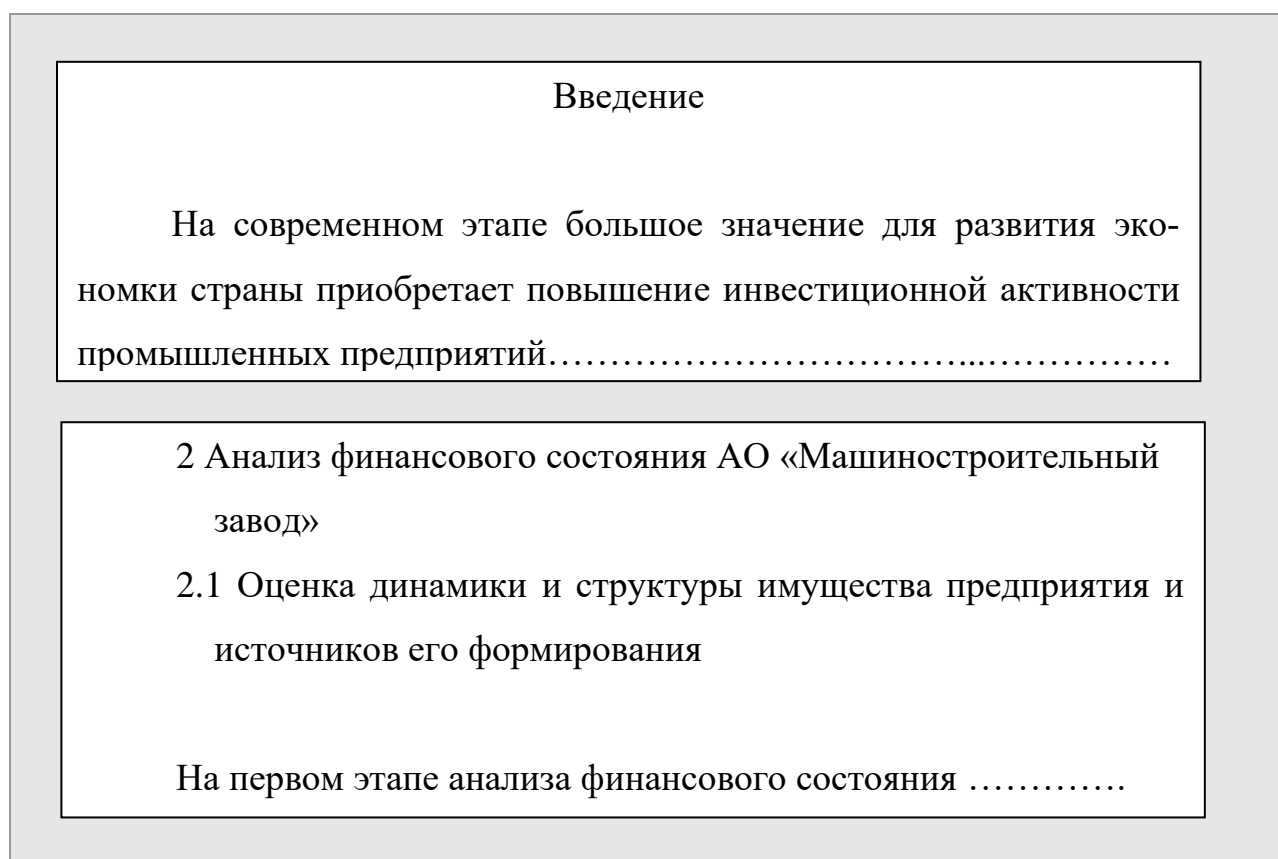 Введение
На современном этапе большое значение для развития эко-
номки страны приобретает повышение инвестиционной активности
промышленных предприятий……………………………...……………
2 Анализ финансового состояния АО «Машиностроительный
завод»
2.1 Оценка динамики и структуры имущества предприятия и
источников его формирования
На первом этапе анализа финансового состояния ………….